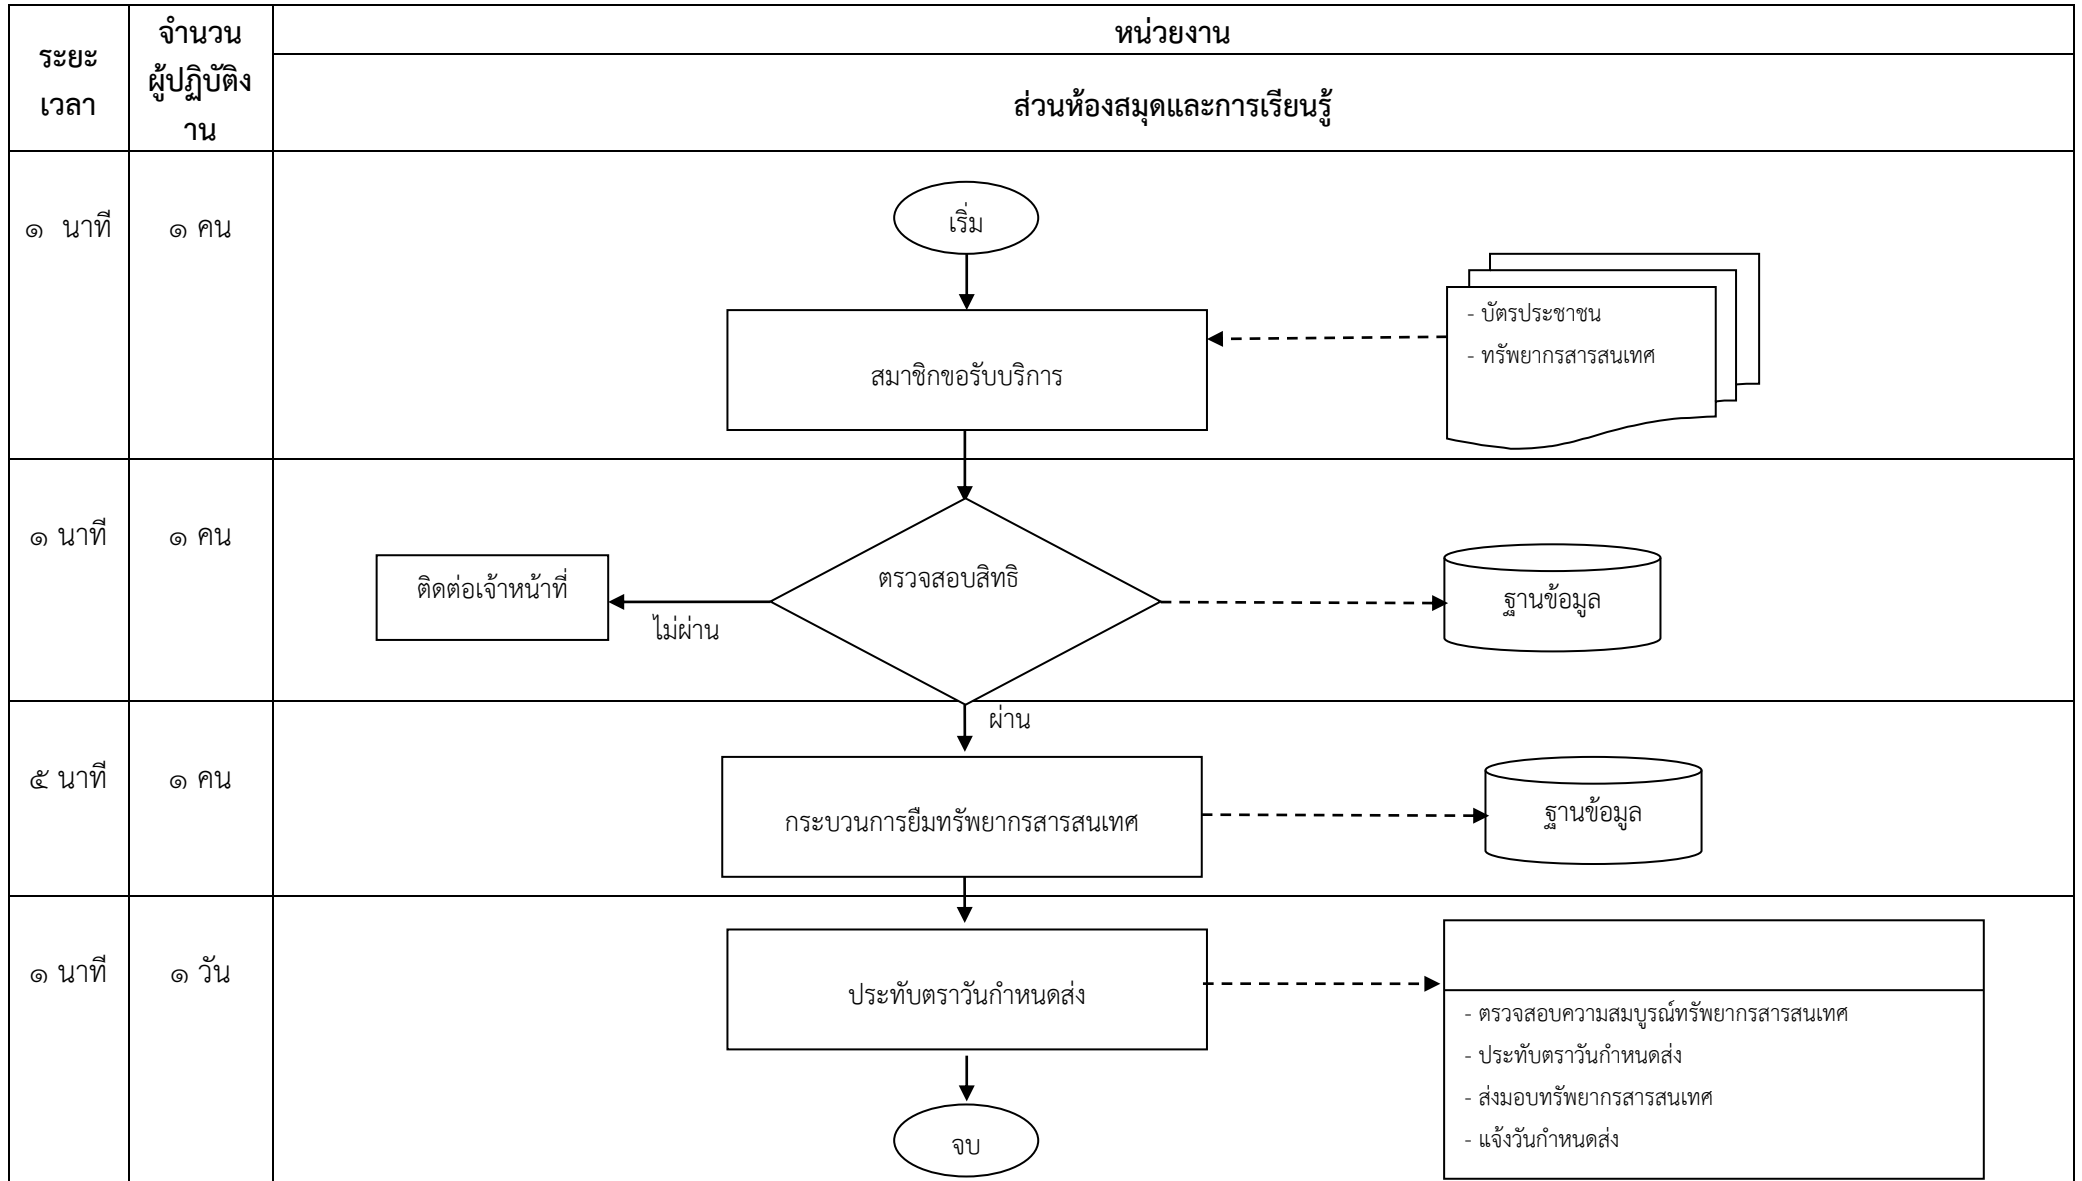 ระยะ
เวลา
จำนวน
ผู้ปฏิบัติง
าน
หน่วยงาน
ส่วนห้องสมุดและการเรียนรู้
๑ นาที
๑ คน
เริ่ม
สมาชิกขอรับบริการ
- บัตรประชาชน
- ทรัพยากรสารสนเทศ
๑ นาที
๑ คน
ติดต่อเจ้าหน้าที่
ไม่ผ่าน
ตรวจสอบสิทธิ
ฐานข้อมูล
ผ่าน
๕ นาที
๑ คน
กระบวนการยืมทรัพยากรสารสนเทศ
ฐานข้อมูล
๑ นาที
๑ วัน
ประทับตราวันกำหนดส่ง
- ตรวจสอบความสมบูรณ์ทรัพยากรสารสนเทศ
- ประทับตราวันกำหนดส่ง
- ส่งมอบทรัพยากรสารสนเทศ
- แจ้งวันกำหนดส่ง
จบ